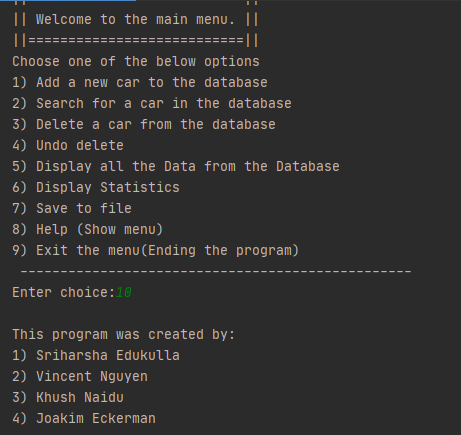 || Welcome to the main menu. ||
||===========================||
Choose one of the below options
1) Add a new car to the database
2) Search for a car in the database
3) Delete a car from the database
4) Undo delete
5) Display all the Data from the Database
6) Display Statistics
7) Save to file
8) Help (Show menu)
9) Exit the menu(Ending the program)
-------------------------------------------------
Enter choice:10
This program was created by:
1) Sriharsha Edukulla
2) Vincent Nguyen
3) Khush Naidu
4) Joakim Eckerman